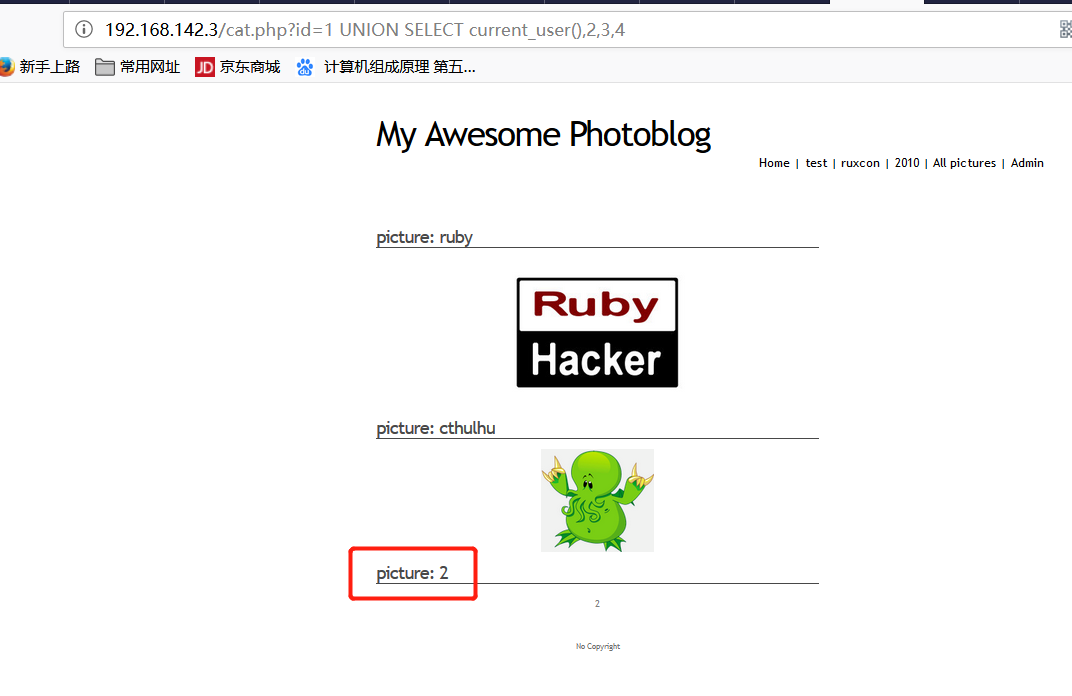 192.168.142.3/cat.php?id=1 UNION SELECT current_user(),2,3,4
新手上路 常用网址 JD 京东商城 du 计算机组成原理 第五...
My Awesome Photoblog
Home | test | ruxcon | 2010 | All pictures | Admin
picture: ruby
Ruby
Hacker
picture: cthulhu
picture: 2
2
No Copyright